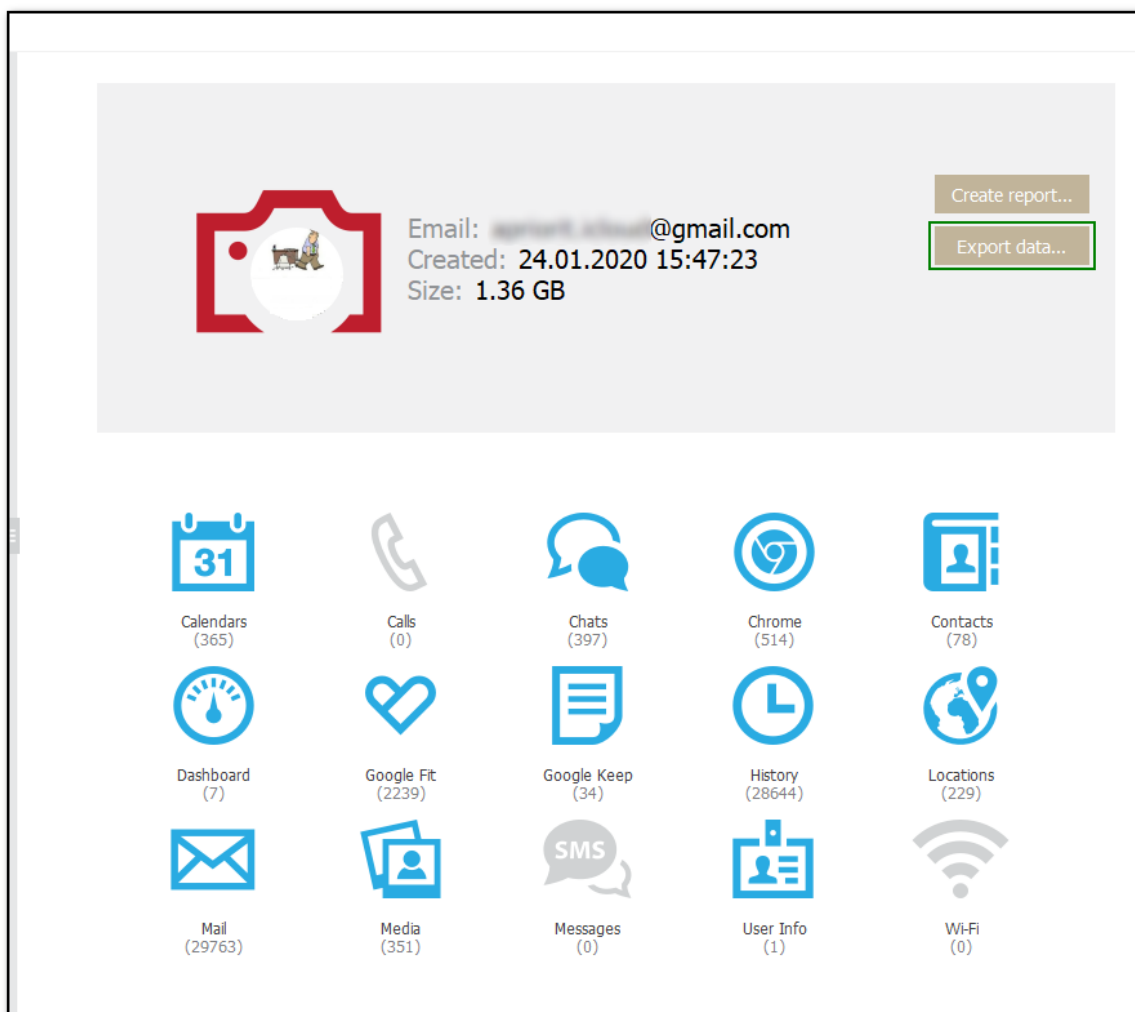 Create report...
Email: @gmail.com
Export data...
Created: 24.01.2020 15:47:23
Size: 1.36 GB
31
Calendars
(365)
Calls
(0)
Chats
(397)
Chrome
(514)
Contacts
(78)
Dashboard
(7)
Google Fit
(2239)
Google Keep
(34)
History
(28644)
Locations
(229)
Mail
(29763)
Media
(351)
SMS
Messages
(0)
User Info
(1)
Wi-Fi
(0)